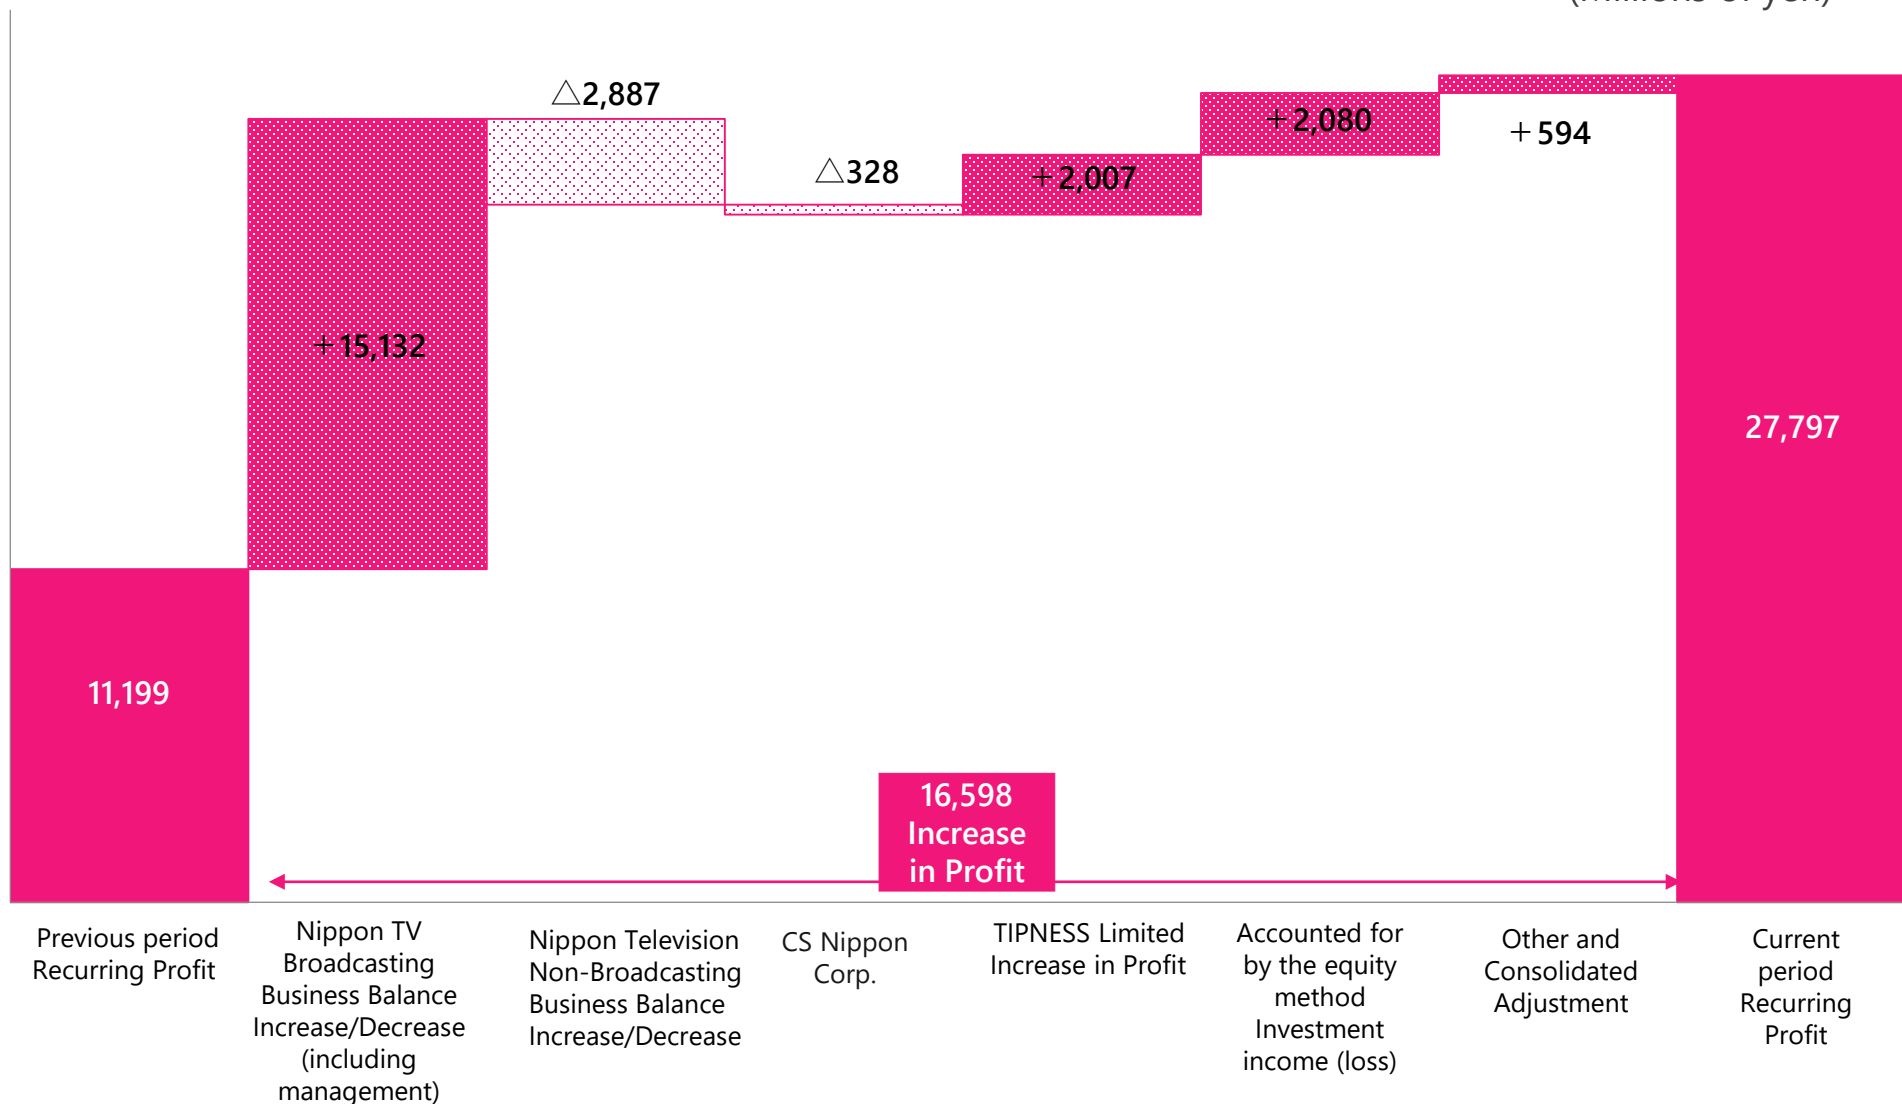 (Millions of yen)
△2,887
△328
+2,007
+2,080
+594
+15,132
27,797
11,199
16,598
Increase
in Profit
Previous period
Recurring Profit
Nippon TV
Broadcasting
Business Balance
Increase/Decrease
(including
management)
Nippon Television
Non-Broadcasting
Business Balance
Increase/Decrease
CS Nippon
Corp.
TIPNESS Limited
Increase in Profit
Accounted for
by the equity
method
Investment
income (loss)
Other and
Consolidated
Adjustment
Current
period
Recurring
Profit